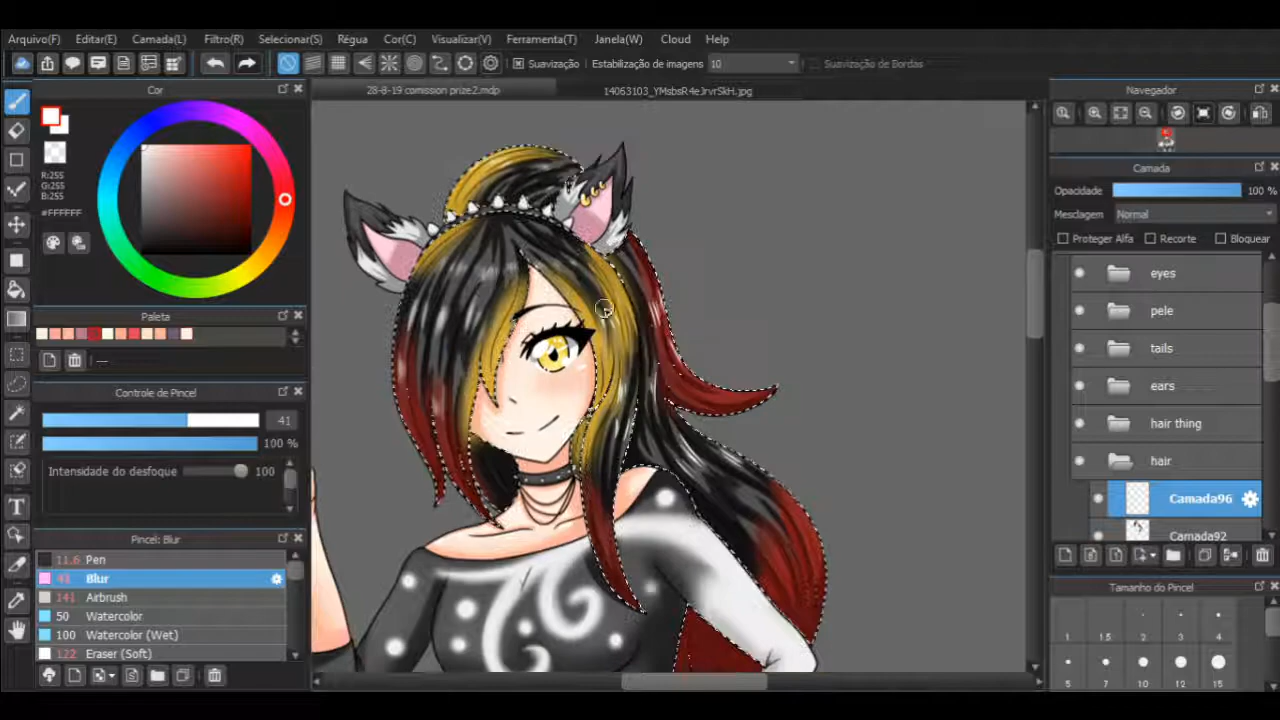 Arquivo(F) Editar(E) Camada(L) Filtro(R) Selecionar(S) Régua Cor(C) Visualizar(V) Ferramenta(T) Janela(W) Cloud Help
Suavização Estabilização de imagens 10 Suavização de Bordas
Cor
28-8-19 comission prize2.mdp 14063103_YMsbsR4eJrvrSkH.jpg
Navegador
R:255
G:255
B:255
#FFFFFF
Camada
Opacidade 100 %
Mesclagem Normal
Proteger Alfa Recorte Bloquear
eyes
pele
tails
ears
hair thing
hair
Camada96
Camada92
Paleta
---
Controle de Pincel
41
100 %
Intensidade do desfoque 100
Pincel: Blur
11.6 Pen
41 Blur
141 Airbrush
50 Watercolor
100 Watercolor (Wet)
122 Eraser (Soft)
Tamanho do Pincel
1 1.5 2 3 4
5 7 10 12 15